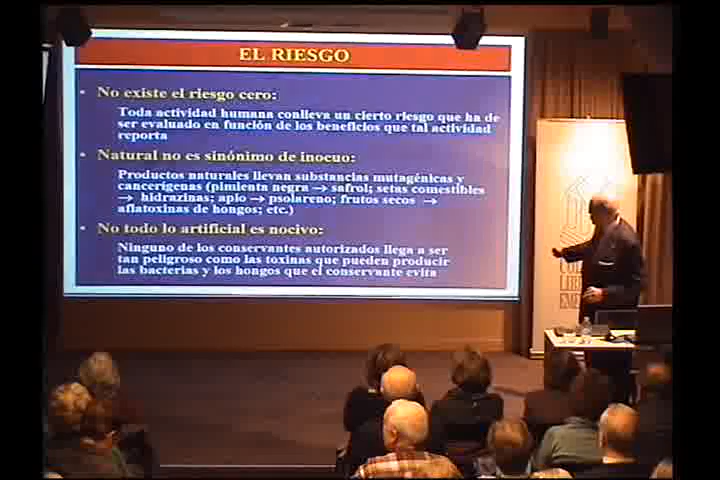 EL RIESGO
• No existe el riesgo cero:
Toda actividad humana conlleva un cierto riesgo que ha de
ser evaluado en función de los beneficios que tal actividad
reporta
• Natural no es sinónimo de inocuo:
Productos naturales llevan substancias mutagénicas y
cancerígenas (pimienta negra → safrol; setas comestibles
→ hidrazinas; apio → psolareno; frutos secos →
aflatoxinas de hongos; etc.)
• No todo lo artificial es nocivo:
Ninguno de los conservantes autorizados llega a ser
tan peligroso como las toxinas que pueden producir
las bacterias y los hongos que el conservante evita